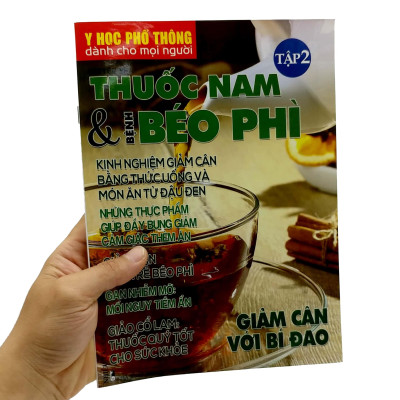 Y HỌC PHỔ THÔNG
dành cho mọi người
TẬP 2
THUỐC NAM
& BỆNH BÉO PHÌ
KINH NGHIỆM GIẢM CÂN
BẰNG THỨC UỐNG VÀ
MÓN ĂN TỪ ĐẬU ĐEN
NHỮNG THỰC PHẨM
GIÚP ĐẦY BỤNG GIẢM
CẢM GIÁC THÈM ĂN
BÉO PHÌ
GAN NHIỄM MỠ:
MỐI NGUY TIỀM ẨN
GIẢO CỔ LAM:
THUỐC QUÝ TỐT
CHO SỨC KHỎE
GIẢM CÂN
VỚI BÍ ĐAO